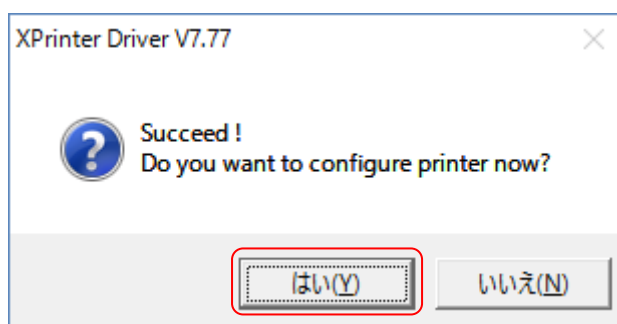 XPrinter Driver V7.77
Succeed !
Do you want to configure printer now?
はい(Y)
いいえ(N)